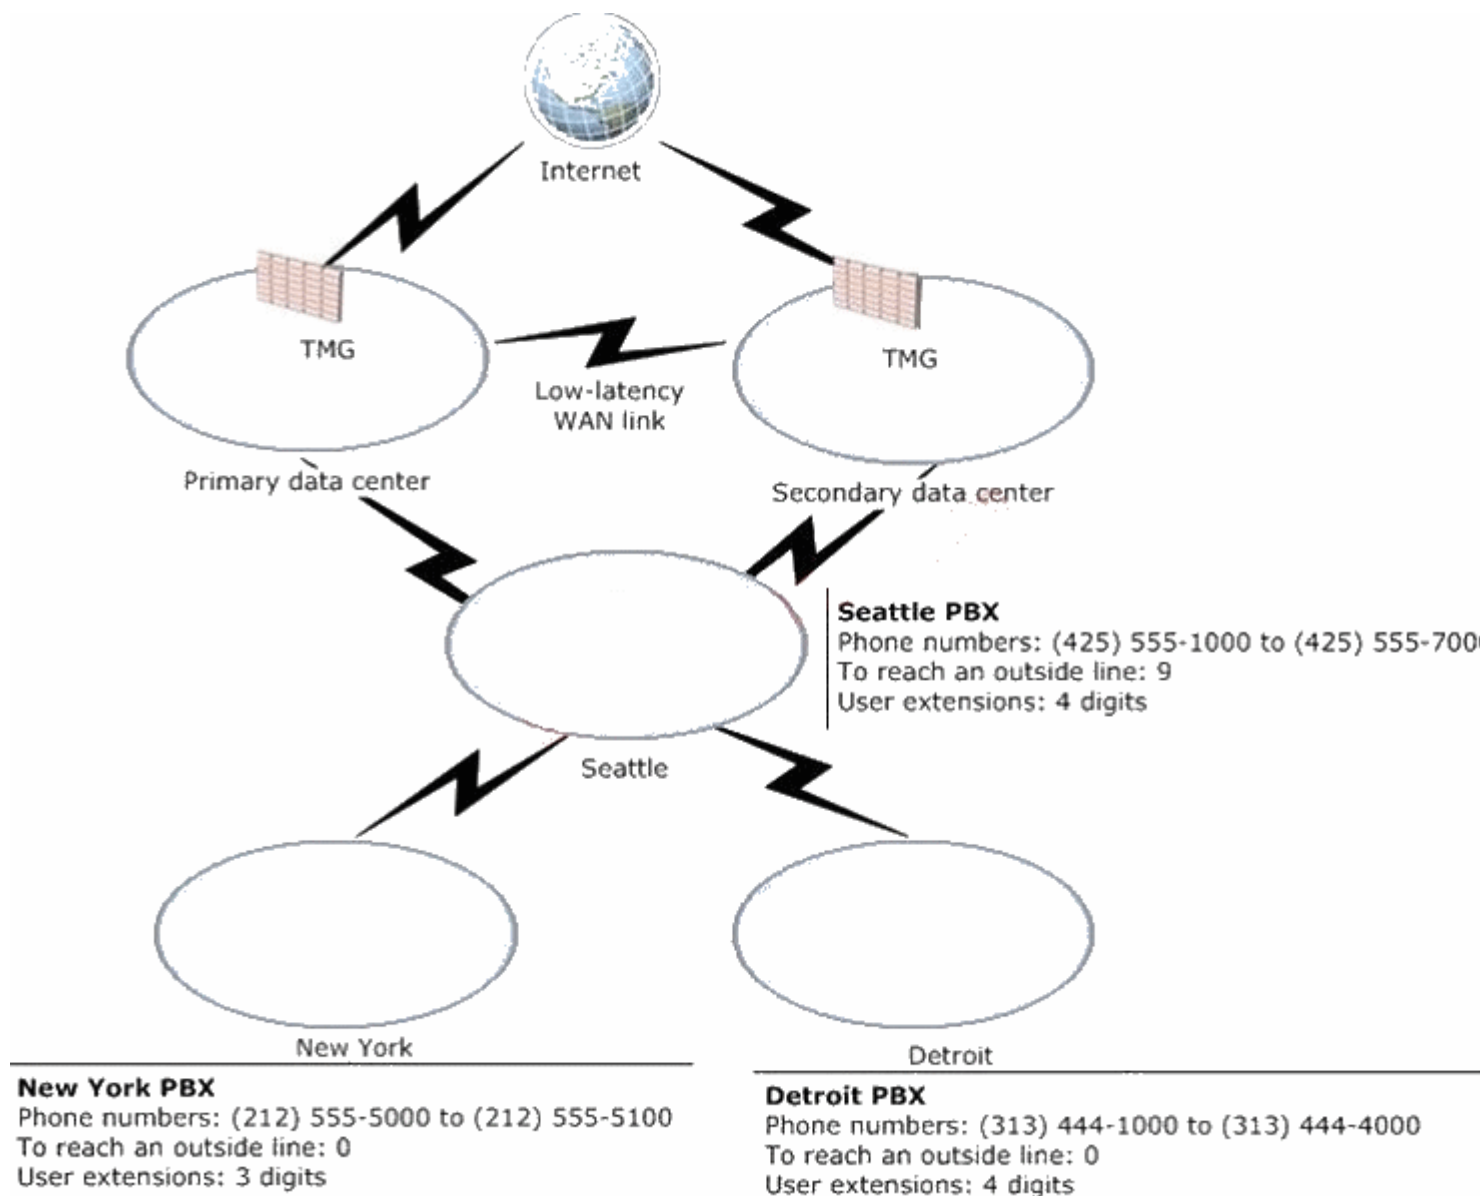 Internet
TMG
TMG
Low-latency
WAN link
Primary data center
Secondary data center
Seattle PBX
Phone numbers: (425) 555-1000 to (425) 555-700
To reach an outside line: 9
User extensions: 4 digits
Seattle
New York
Detroit
New York PBX
Phone numbers: (212) 555-5000 to (212) 555-5100
To reach an outside line: 0
User extensions: 3 digits
Detroit PBX
Phone numbers: (313) 444-1000 to (313) 444-4000
To reach an outside line: 0
User extensions: 4 digits